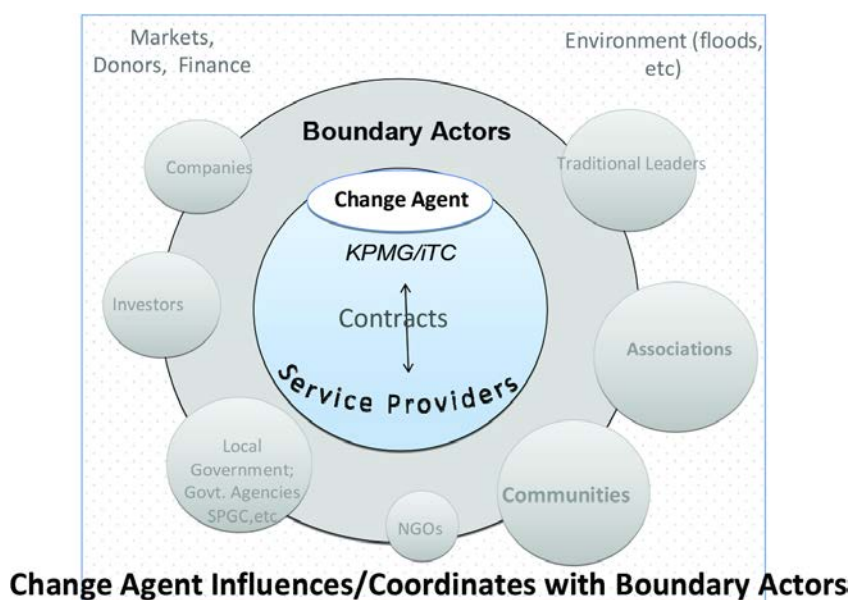 Markets,
Donors, Finance
Environment (floods,
etc)
Boundary Actors
Companies
Traditional Leaders
Change Agent
KPMG/iTC
Investors
Contracts
Associations
Service Providers
Local
Government;
Govt. Agencies
SPGC,etc
Communities
NGOs
Change Agent Influences/Coordinates with Boundary Actors